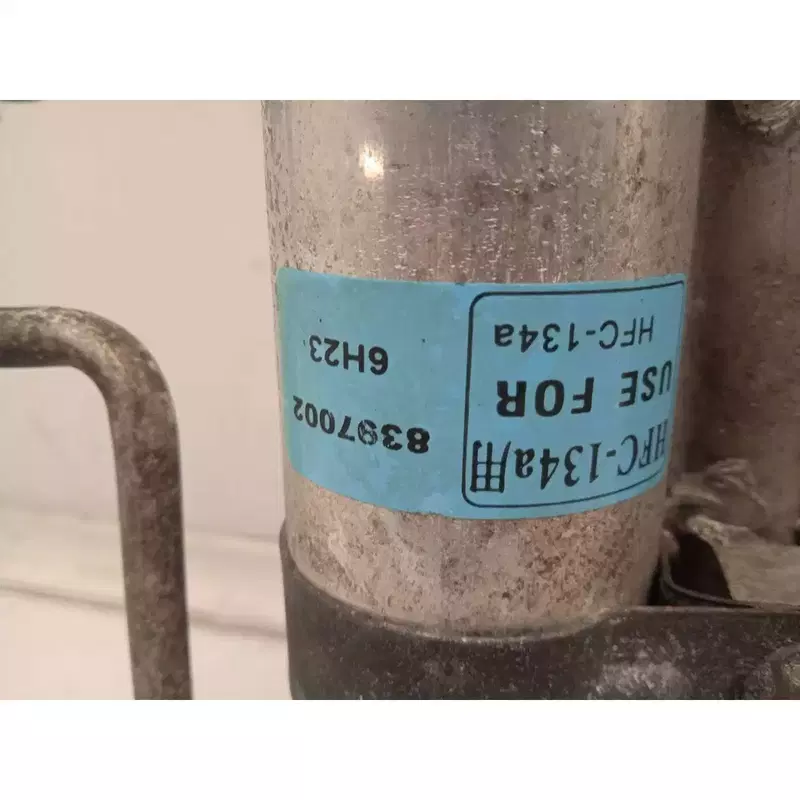 HFC-134a用
USE FOR
HFC-134a
8397002
6H23